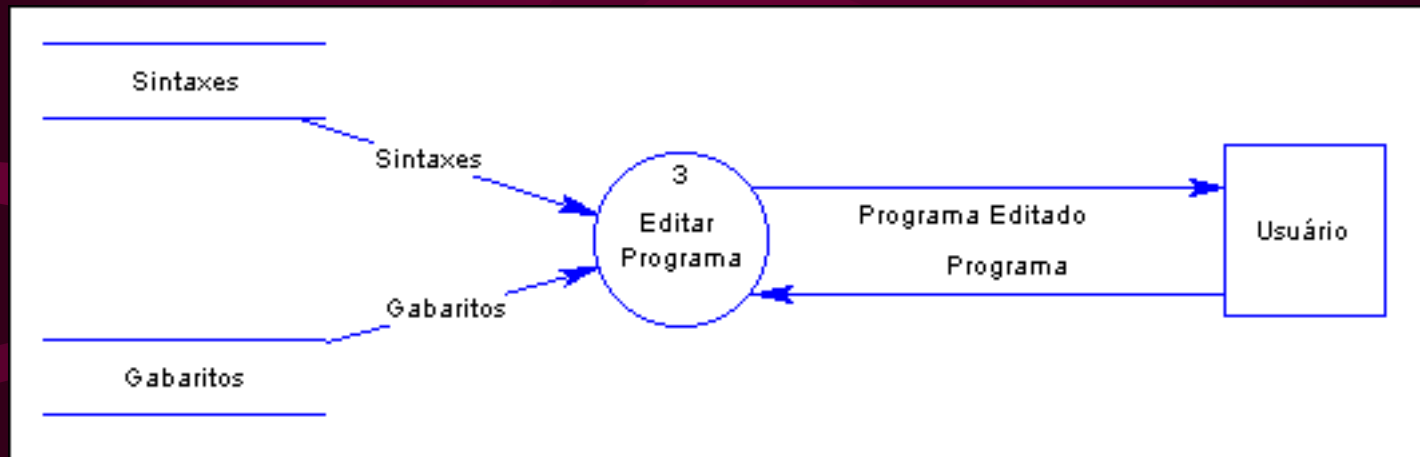 Sintaxes
Sintaxes
3
Editar
Programa
Programa Editado
Programa
Usuário
Gabaritos
Gabaritos